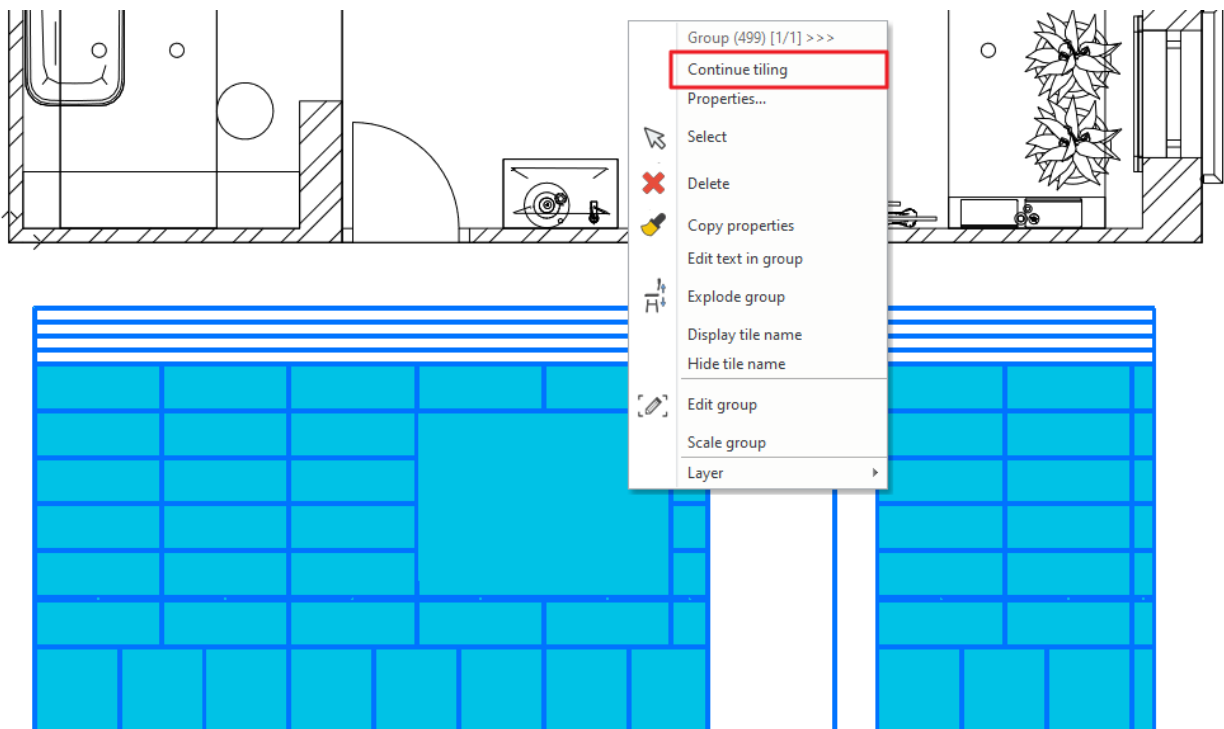 Group (499) [1/1] >>>
Continue tiling
Properties...
Select
Delete
Copy properties
Edit text in group
Explode group
Display tile name
Hide tile name
Edit group
Scale group
Layer